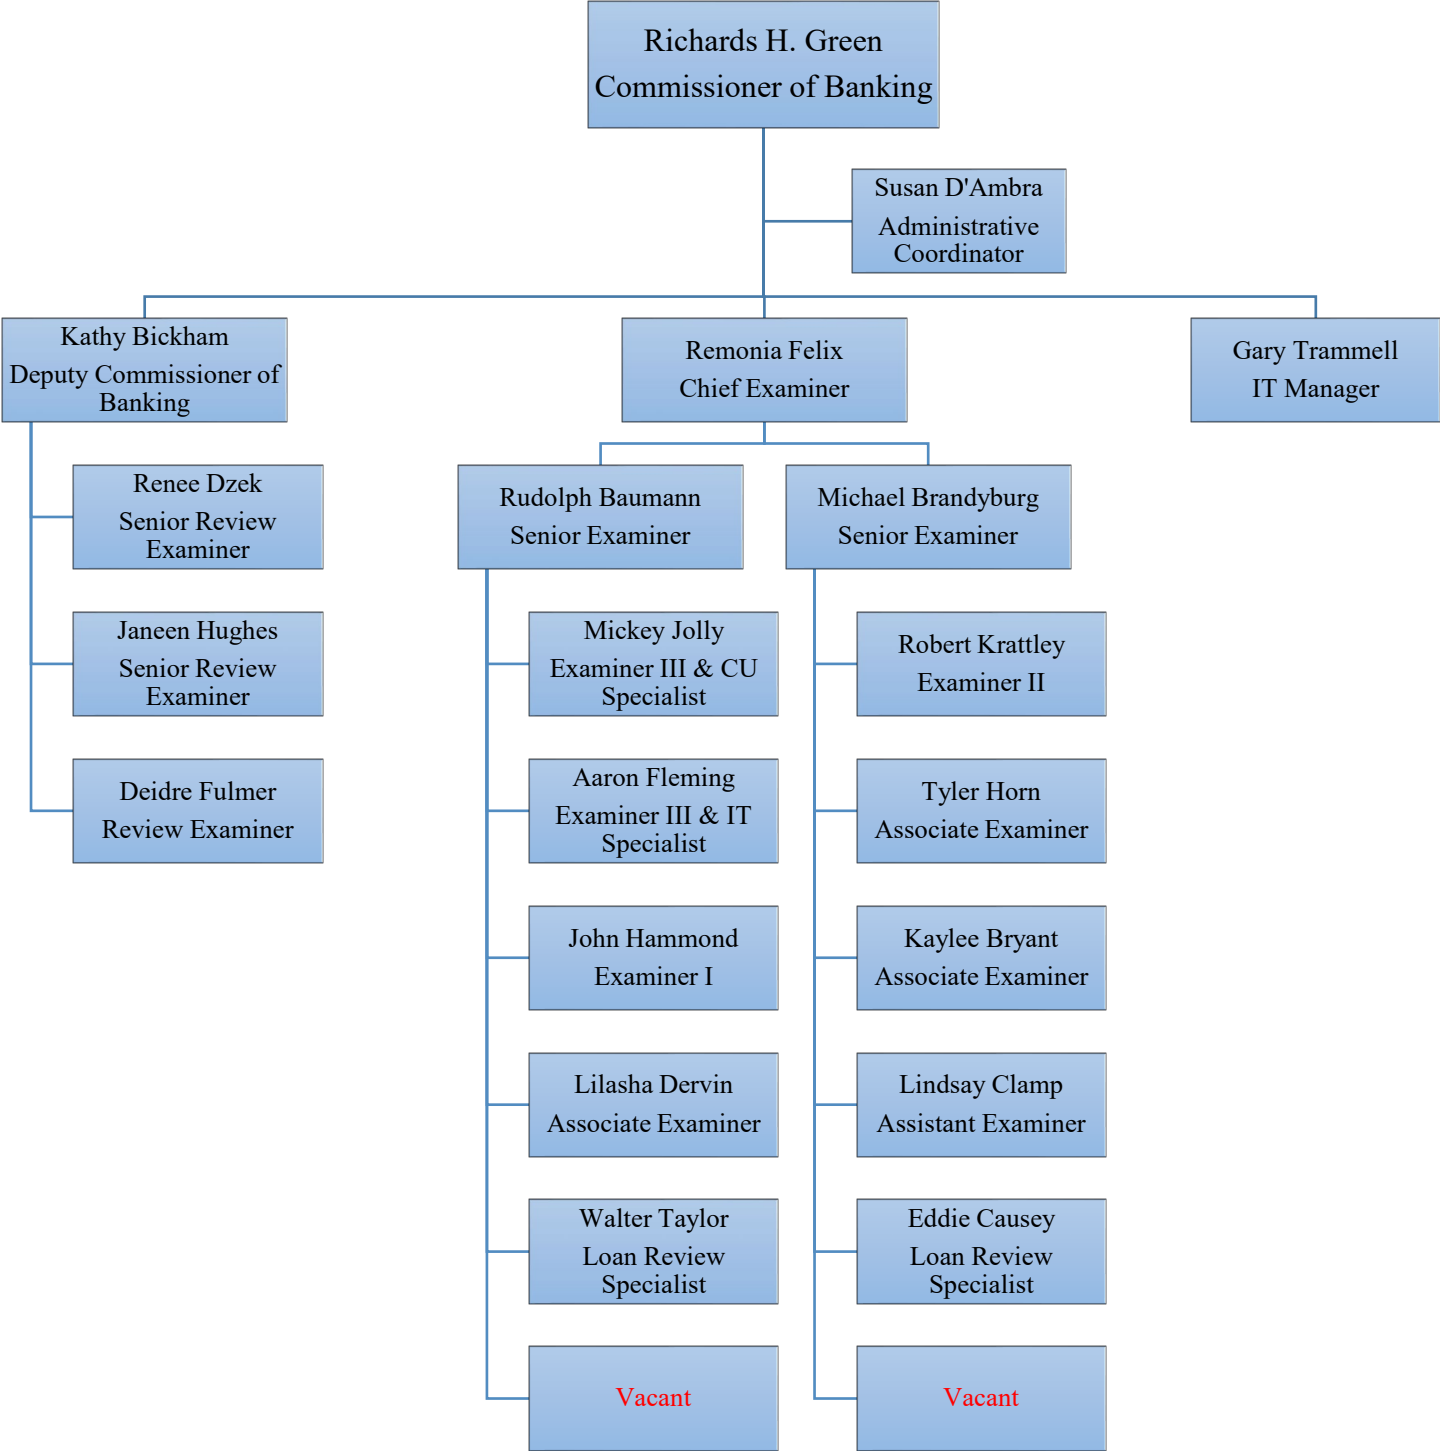 Richards H. Green
Commissioner of Banking
Susan D'Ambra
Administrative
Coordinator
Kathy Bickham
Deputy Commissioner of
Banking
Remonia Felix
Chief Examiner
Gary Trammell
IT Manager
Renee Dzek
Senior Review
Examiner
Janeen Hughes
Senior Review
Examiner
Deidre Fulmer
Review Examiner
Rudolph Baumann
Senior Examiner
Mickey Jolly
Examiner III & CU
Specialist
Aaron Fleming
Examiner III & IT
Specialist
John Hammond
Examiner I
Lilasha Dervin
Associate Examiner
Walter Taylor
Loan Review
Specialist
Vacant
Michael Brandyburg
Senior Examiner
Robert Krattley
Examiner II
Tyler Horn
Associate Examiner
Kaylee Bryant
Associate Examiner
Lindsay Clamp
Assistant Examiner
Eddie Causey
Loan Review
Specialist
Vacant